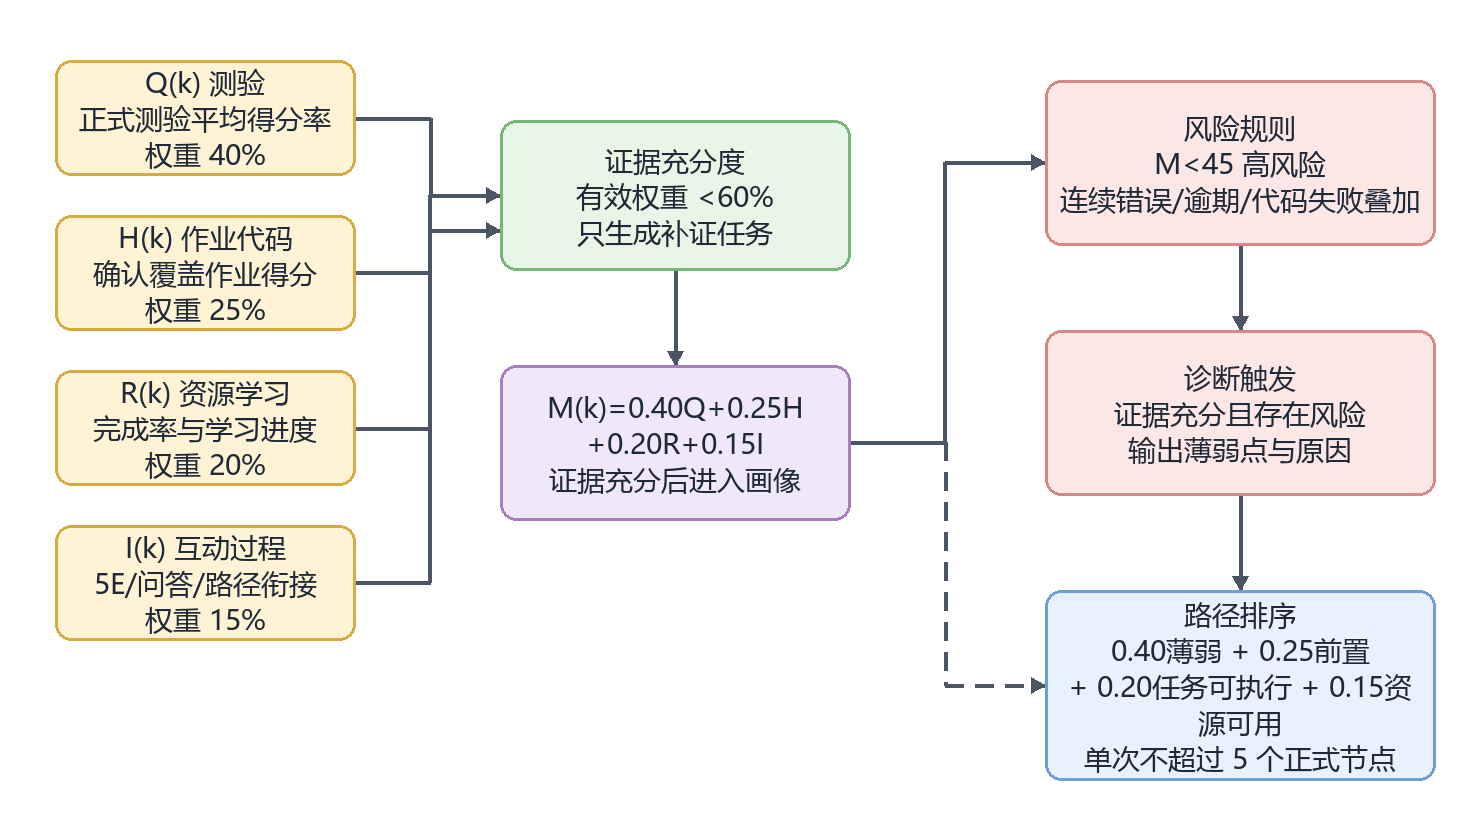 Q(k) 测验
正式测验平均得分率
权重 40%
H(k) 作业代码
确认覆盖作业得分
权重 25%
R(k) 资源学习
完成率与学习进度
权重 20%
I(k) 互动过程
5E/问答/路径衔接
权重 15%
证据充分度
有效权重 <60%
只生成补证任务
M(k)=0.40Q+0.25H
+0.20R+0.15I
证据充分后进入画像
风险规则
M<45 高风险
连续错误/逾期/代码失败叠加
诊断触发
证据充分且存在风险
输出薄弱点与原因
路径排序
0.40薄弱 + 0.25前置
+ 0.20任务可执行 + 0.15资
源可用
单次不超过 5 个正式节点